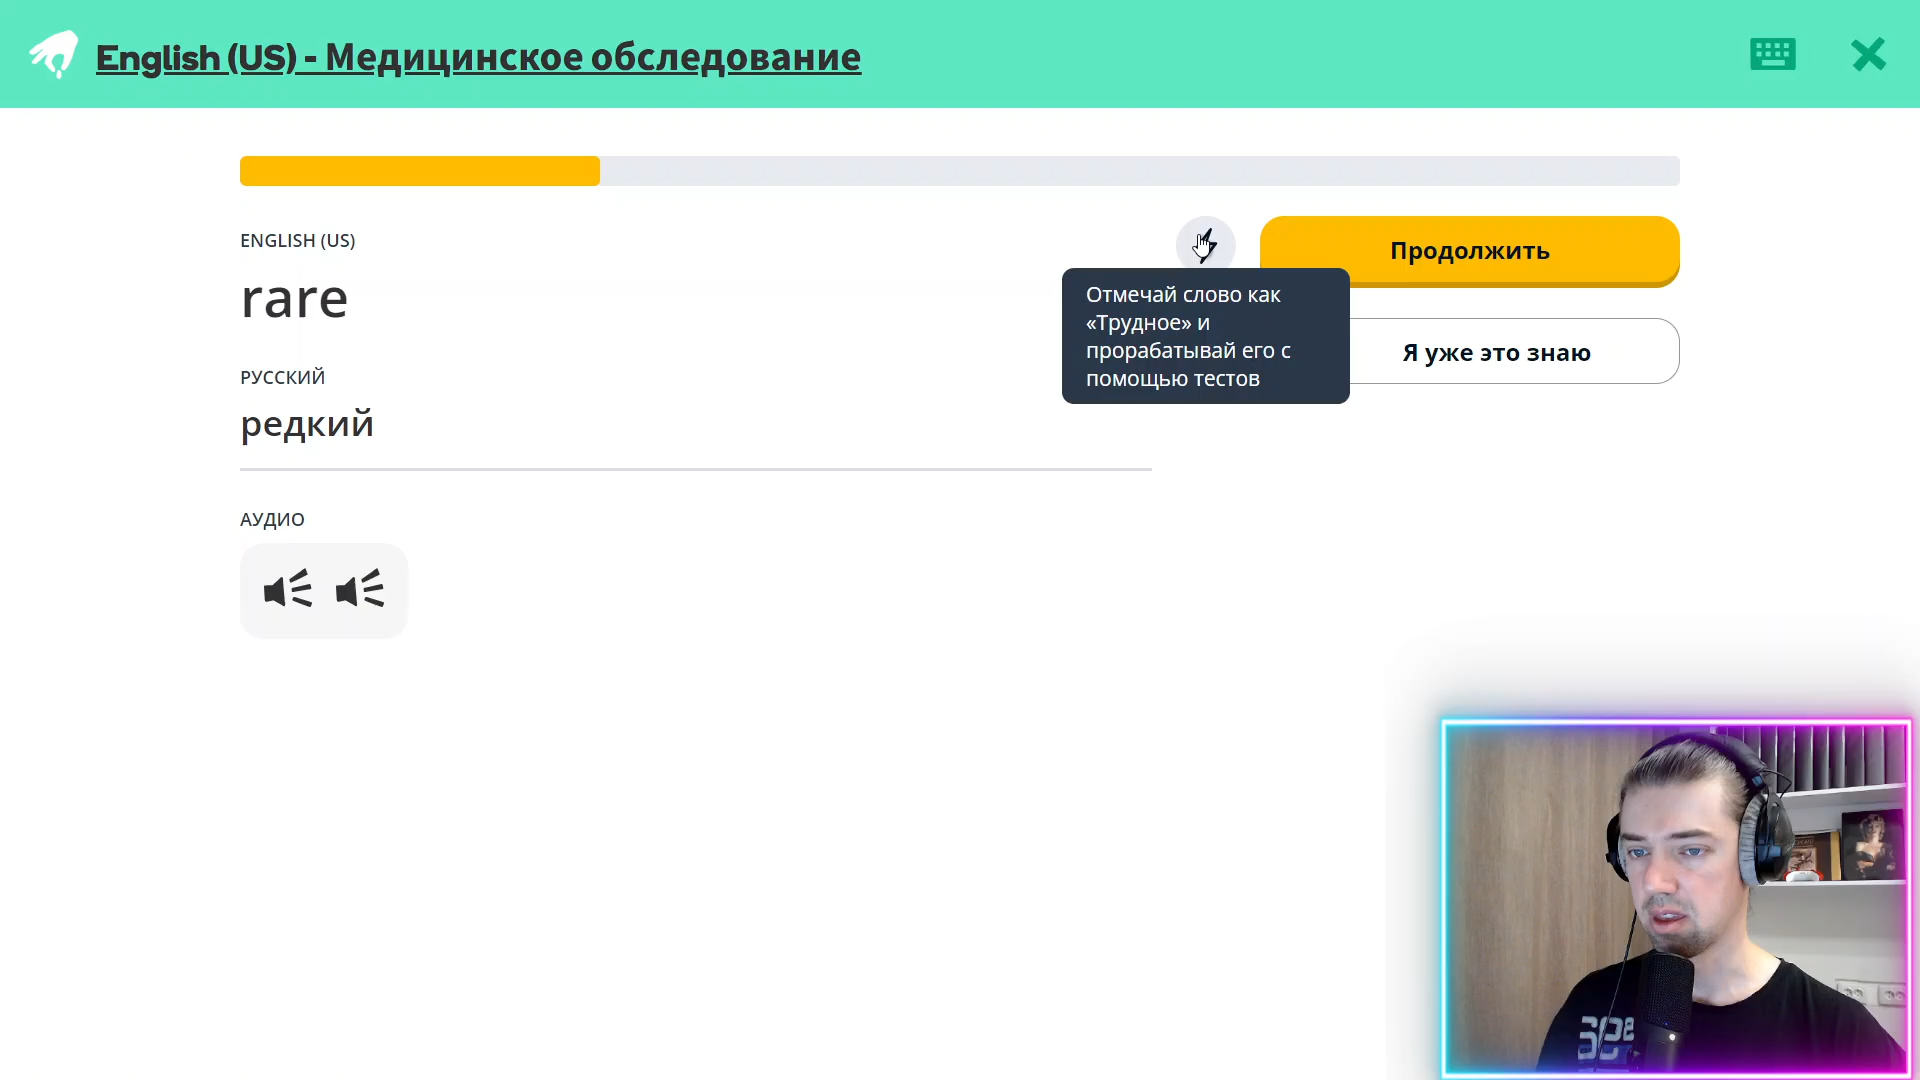 English (US) - Медицинское обследование
ENGLISH (US)
rare
РУССКИЙ
редкий
АУДИО
Продолжить
Отмечай слово как
«Трудное» и
прорабатывай его с
помощью тестов
Я уже это знаю